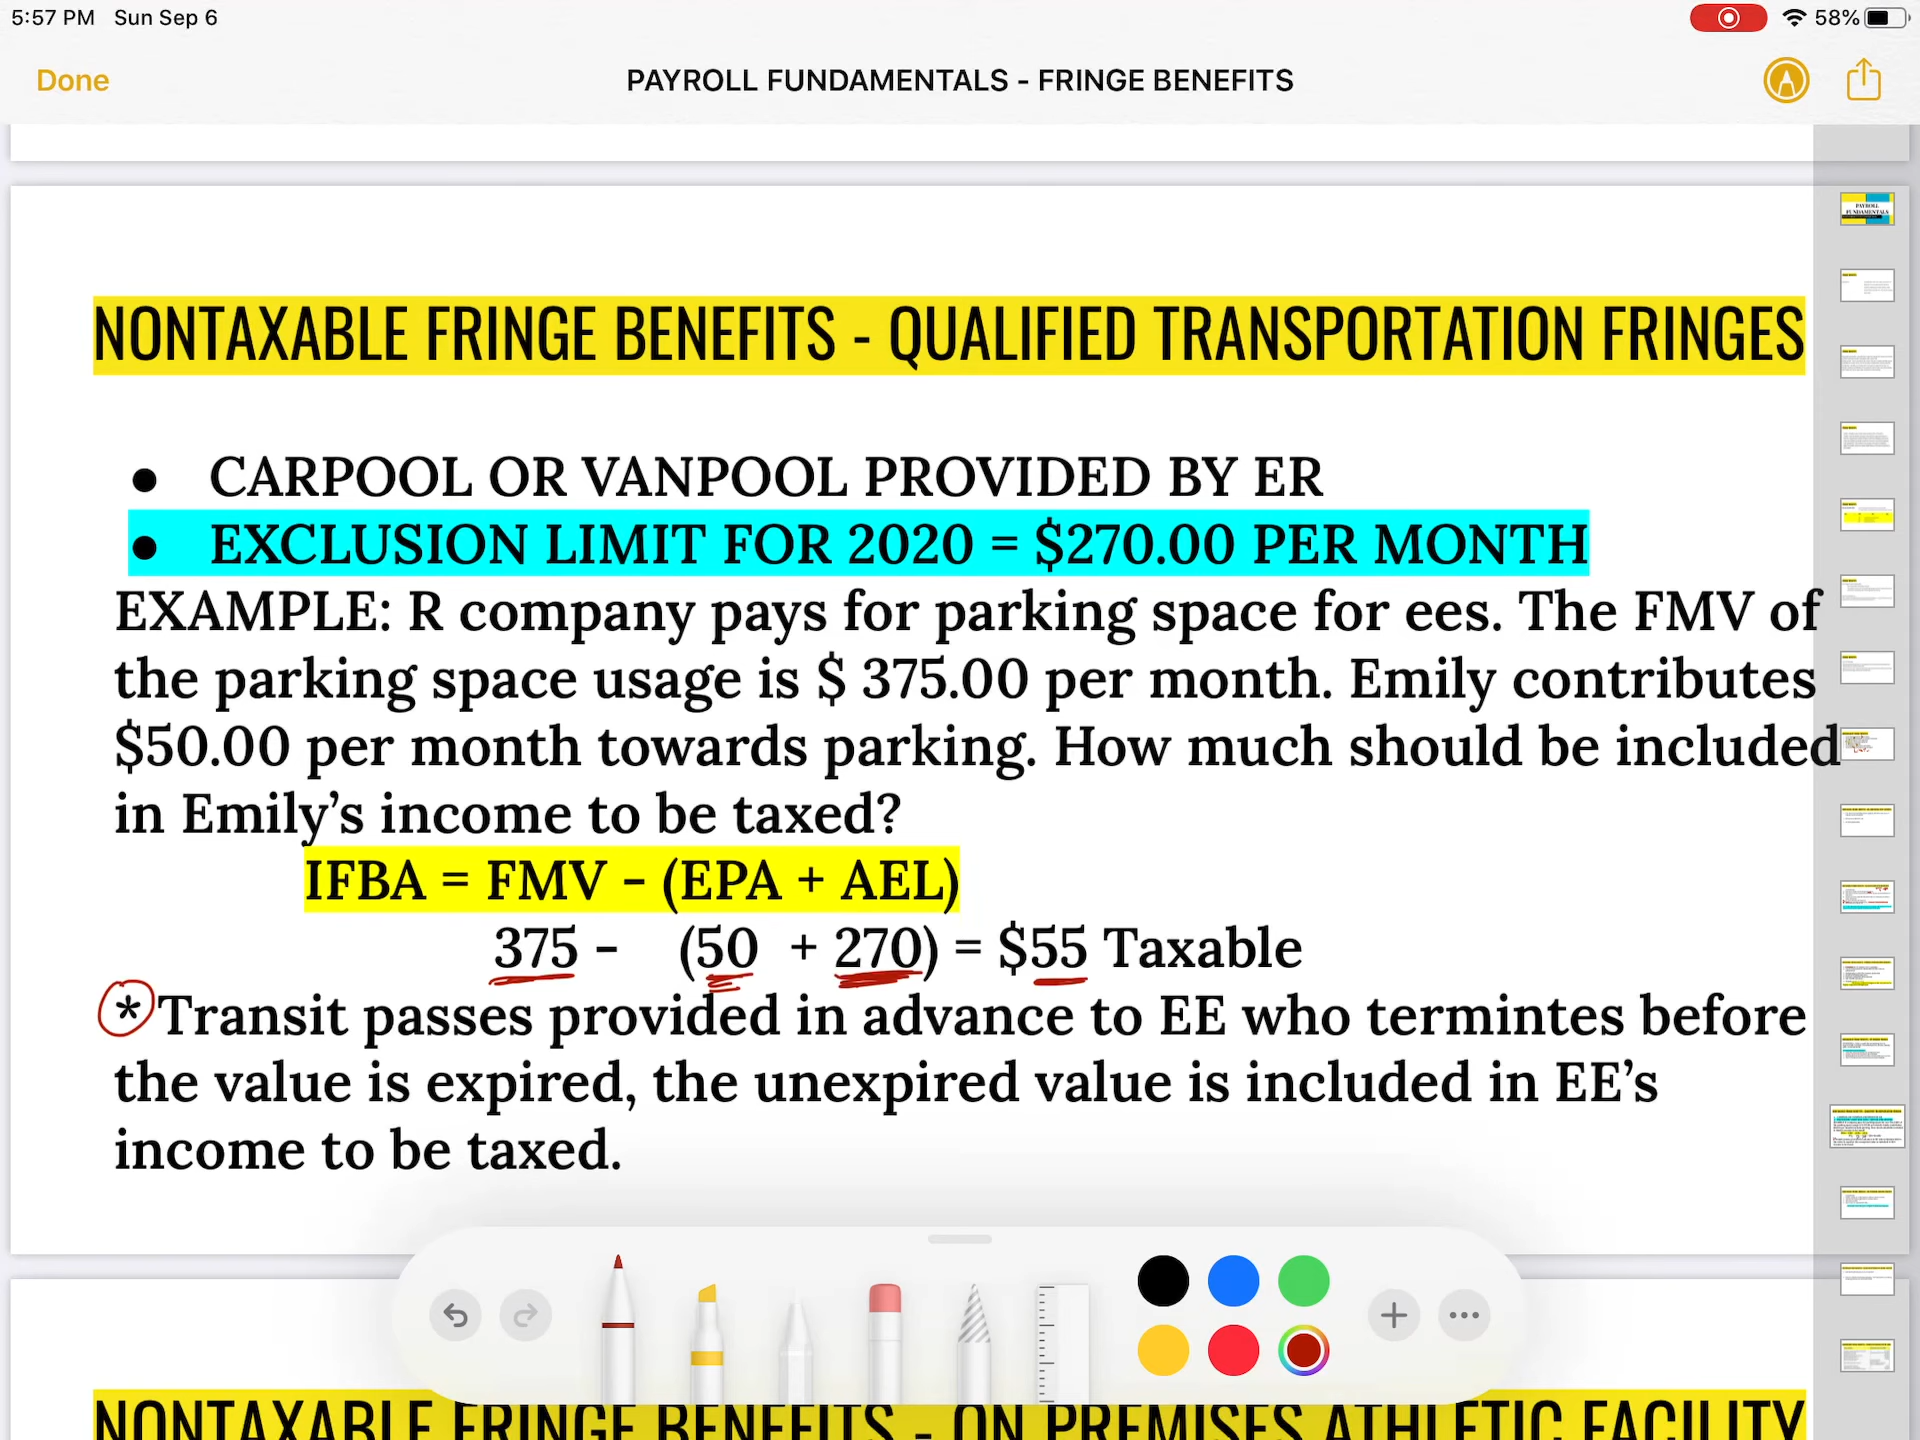 5:57 PM Sun Sep 6
58%
Done
PAYROLL FUNDAMENTALS - FRINGE BENEFITS
NONTAXABLE FRINGE BENEFITS - QUALIFIED TRANSPORTATION FRINGES
● CARPOOL OR VANPOOL PROVIDED BY ER
● EXCLUSION LIMIT FOR 2020 = $270.00 PER MONTH
EXAMPLE: R company pays for parking space for ees. The FMV of
the parking space usage is $ 375.00 per month. Emily contributes
$50.00 per month towards parking. How much should be included
in Emily’s income to be taxed?
IFBA = FMV - (EPA + AEL)
375 - (50 + 270) = $55 Taxable
*Transit passes provided in advance to EE who termintes before
the value is expired, the unexpired value is included in EE’s
income to be taxed.
NONTAXABLE FRINGE BENEFITS - ON PREMISES ATHLETIC FACILITY
PAYROLL
FUNDAMENTALS